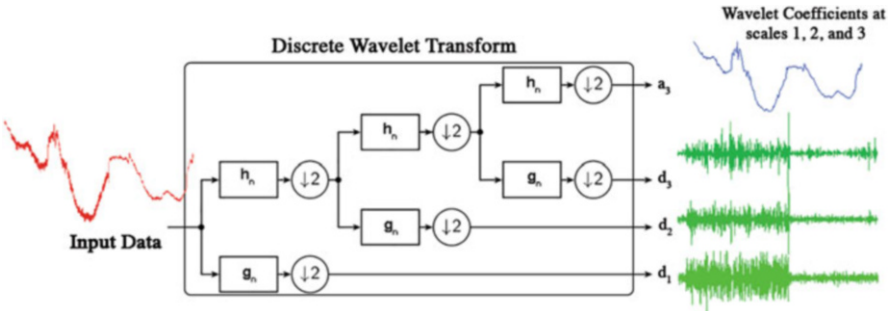 Wavelet Coefficients at
scales 1, 2, and 3
Discrete Wavelet Transform
hₙ ↓2 a₃
hₙ ↓2
hₙ ↓2 gₙ ↓2 d₃
gₙ ↓2 d₂
Input Data
gₙ ↓2 d₁